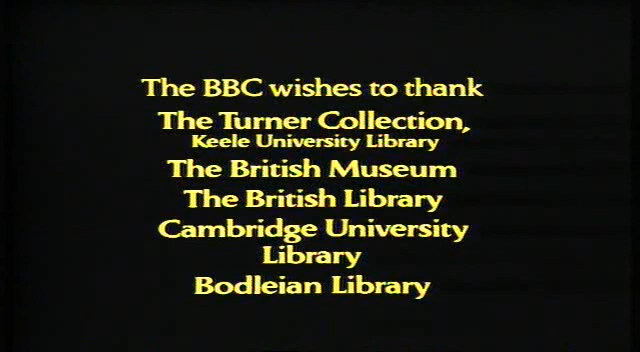 The BBC wishes to thank
The Turner Collection,
Keele University Library
The British Museum
The British Library
Cambridge University
Library
Bodleian Library